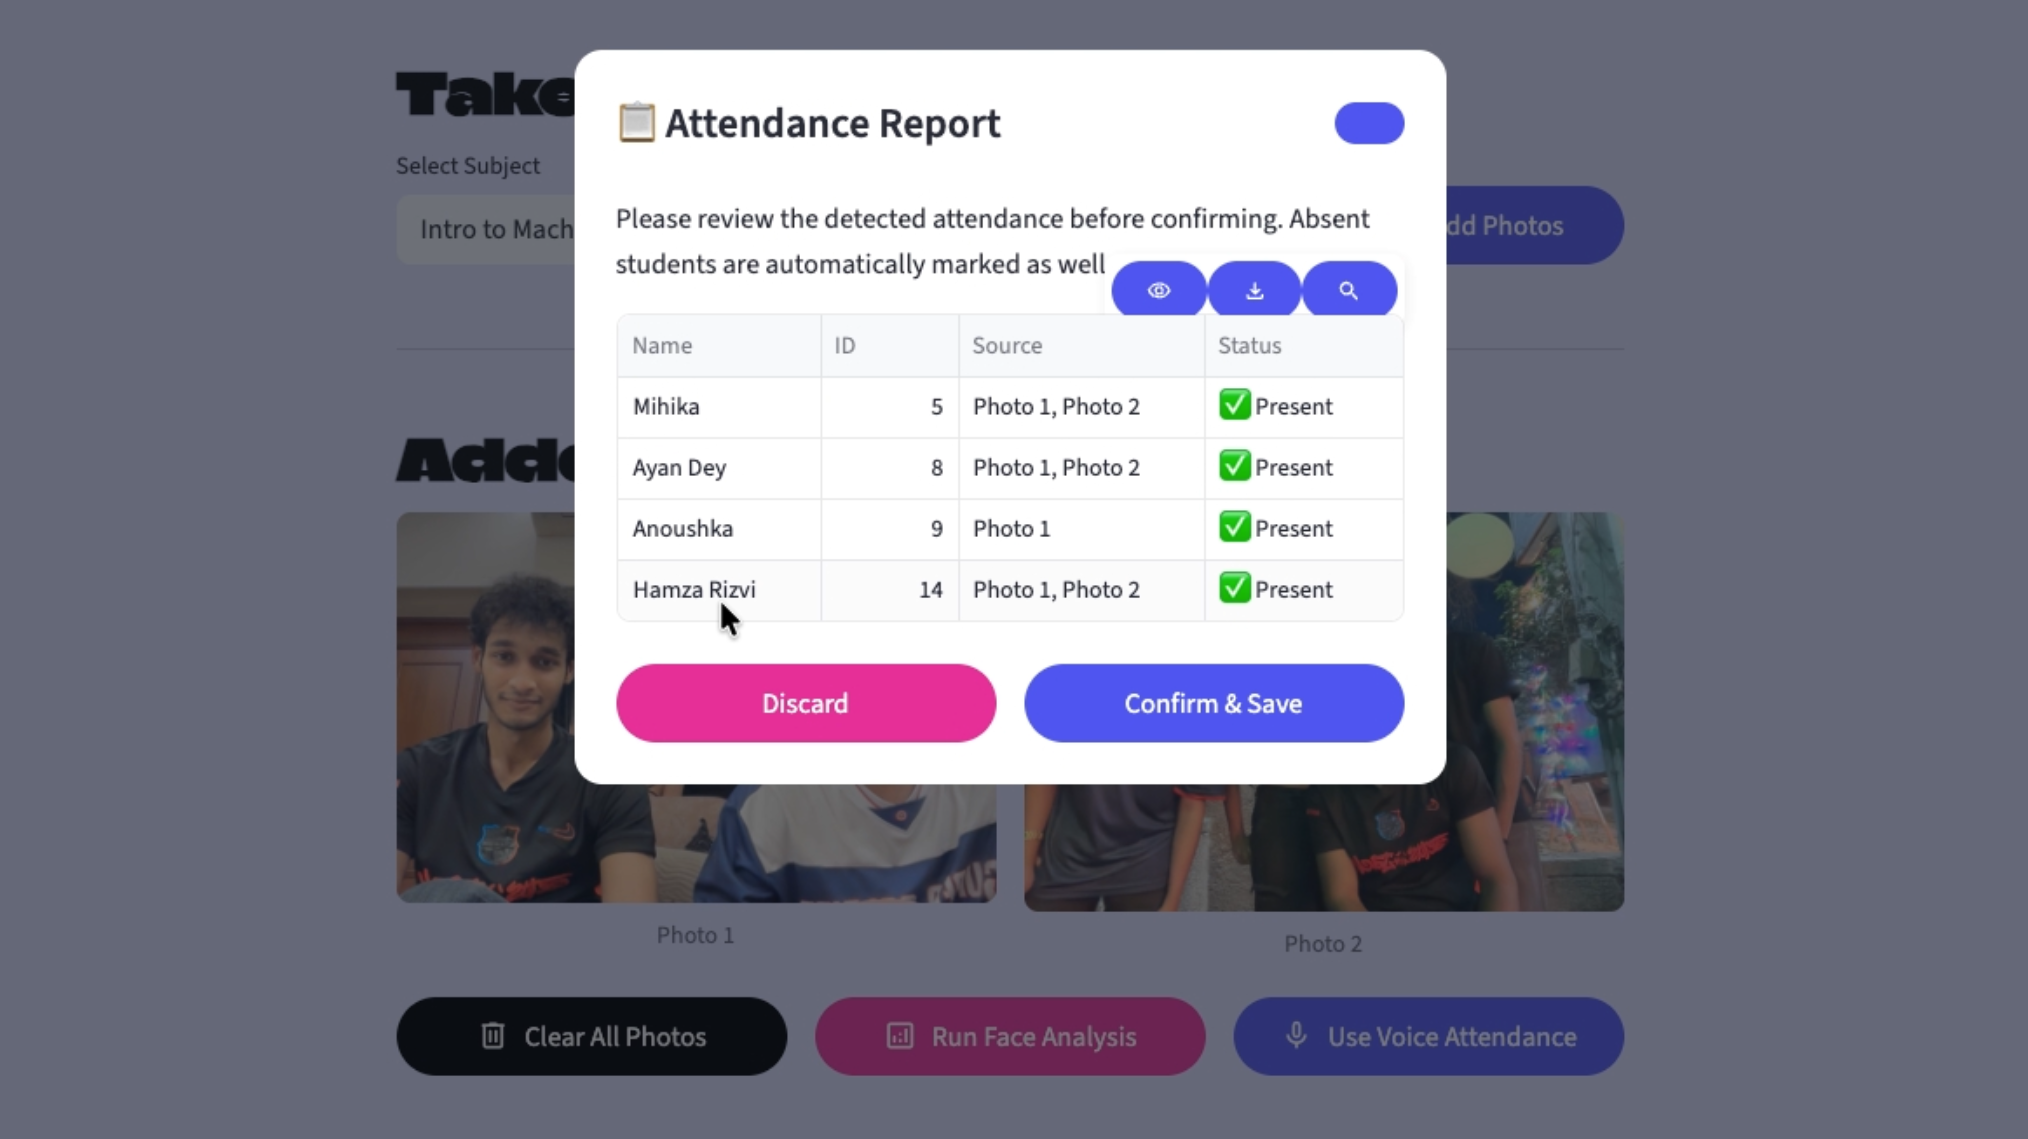 Take
Select Subject
Intro to Mach
dd Photos
📋 Attendance Report
Please review the detected attendance before confirming. Absent
students are automatically marked as well
Name ID Source Status
Mihika 5 Photo 1, Photo 2 ✅ Present
Ayan Dey 8 Photo 1, Photo 2 ✅ Present
Anoushka 9 Photo 1 ✅ Present
Hamza Rizvi 14 Photo 1, Photo 2 ✅ Present
Discard Confirm & Save
Adde
Photo 1
Photo 2
Clear All Photos Run Face Analysis Use Voice Attendance